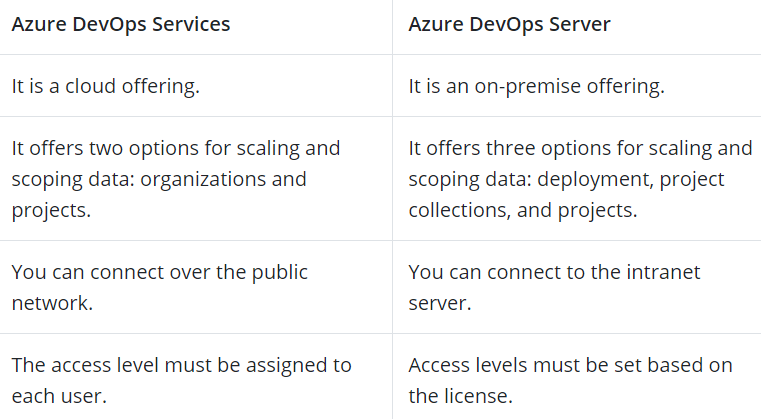 Azure DevOps Services
Azure DevOps Server
It is a cloud offering.
It is an on-premise offering.
It offers two options for scaling and
scoping data: organizations and
projects.
It offers three options for scaling and
scoping data: deployment, project
collections, and projects.
You can connect over the public
network.
You can connect to the intranet
server.
The access level must be assigned to
each user.
Access levels must be set based on
the license.